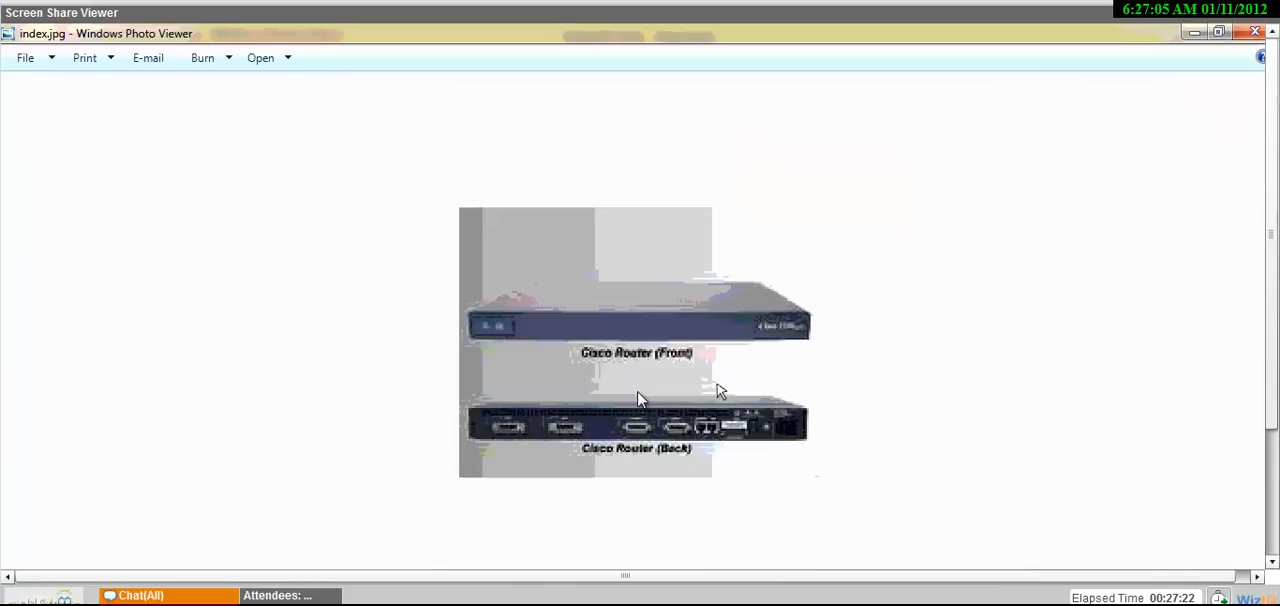 Screen Share Viewer
6:27:05 AM 01/11/2012
index.jpg - Windows Photo Viewer
File Print E-mail Burn Open
Cisco Router (Front)
Cisco Router (Back)
Chat(All) Attendees: ...
Elapsed Time 00:27:22
WizIQ